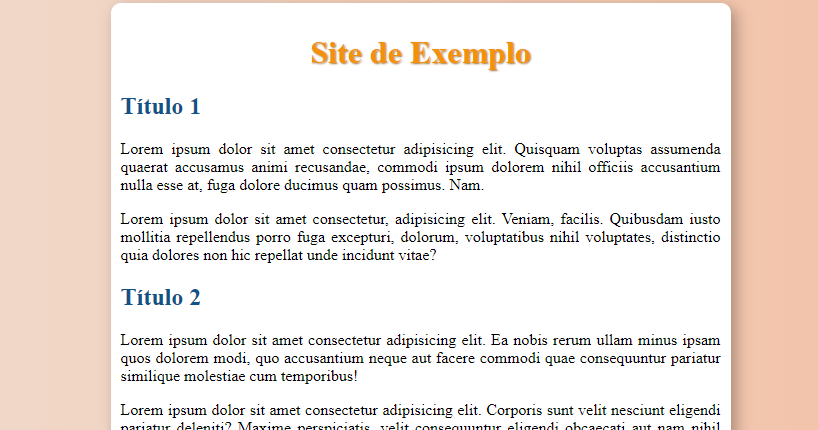 Site de Exemplo
Título 1
Lorem ipsum dolor sit amet consectetur adipisicing elit. Quisquam voluptas assumenda
quaerat accusamus animi recusandae, commodi ipsum dolorem nihil officiis accusantium
nulla esse at, fuga dolore ducimus quam possimus. Nam.
Lorem ipsum dolor sit amet consectetur, adipisicing elit. Veniam, facilis. Quibusdam iusto
mollitia repellendus porro fuga excepturi, dolorum, voluptatibus nihil voluptates, distinctio
quia dolores non hic repellat unde incidunt vitae?
Título 2
Lorem ipsum dolor sit amet consectetur adipisicing elit. Ea nobis rerum ullam minus ipsam
quos dolorem modi, quo accusantium neque aut facere commodi quae consequuntur pariatur
similique molestiae cum temporibus!
Lorem ipsum dolor sit amet consectetur adipisicing elit. Corporis sunt velit nesciunt eligendi
pariatur deleniti? Maxime perspiciatis, velit consequuntur eligendi obcaecati aut nam nihil